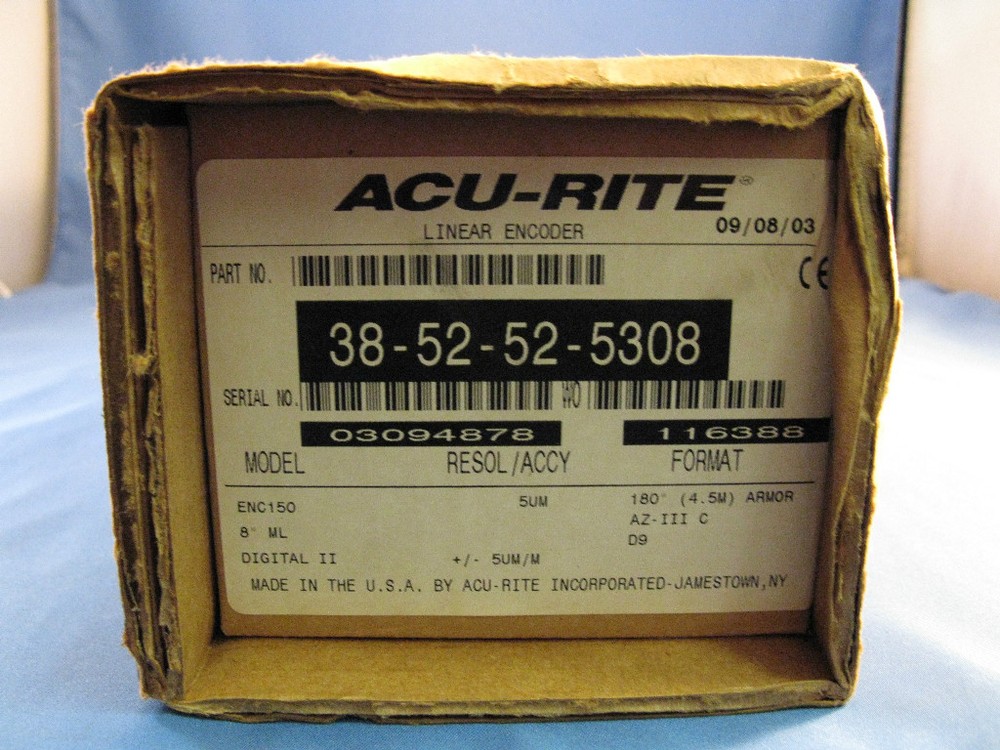 ACU-RITE®
LINEAR ENCODER 09/08/03
PART NO. CE
38-52-52-5308
SERIAL NO. WO
03094878 116388
MODEL RESOL/ACCY FORMAT
ENC150 5UM 180" (4.5M) ARMOR
8" ML AZ-III C
D9
DIGITAL II +/- 5UM/M
MADE IN THE U.S.A. BY ACU-RITE INCORPORATED-JAMESTOWN,NY